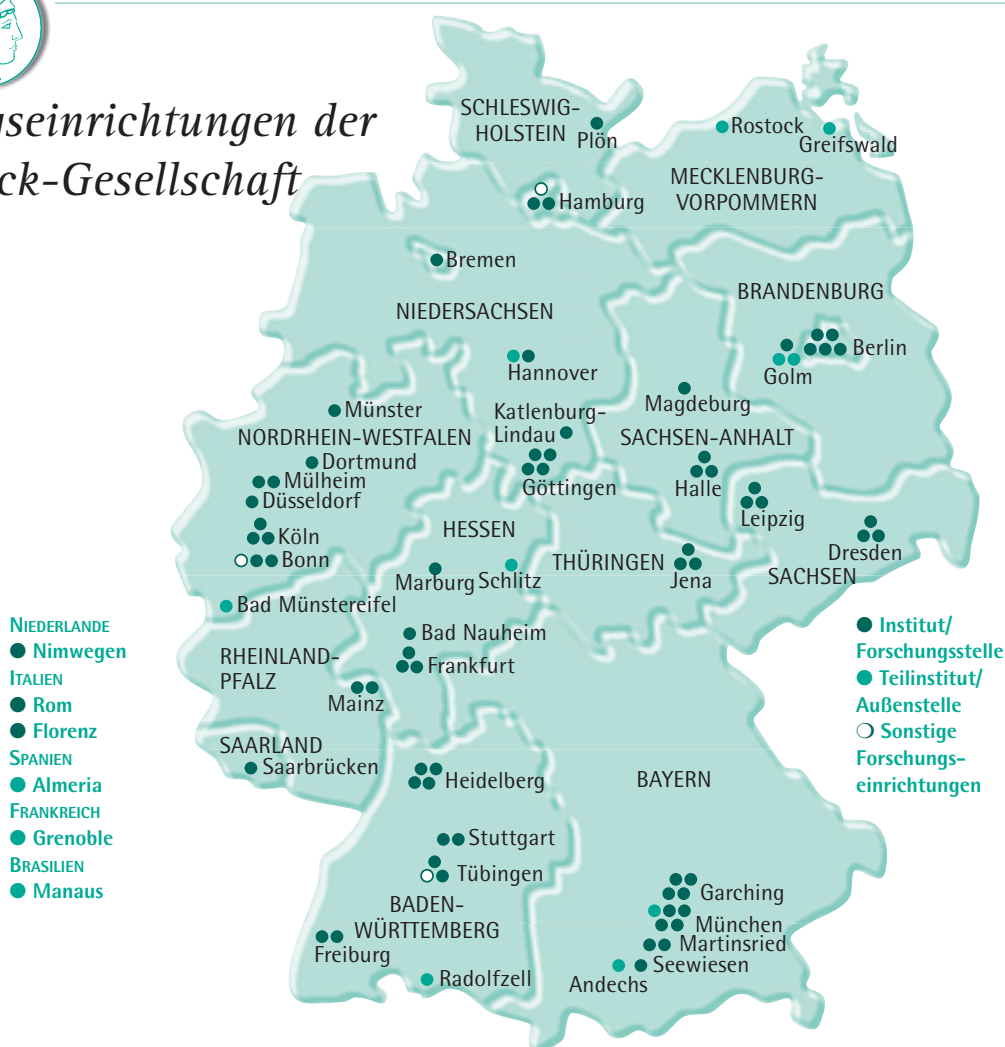 gseinrichtungen der
ck-Gesellschaft
SCHLESWIG-
HOLSTEIN
Plön
Rostock
Greifswald
MECKLENBURG-
VORPOMMERN
Hamburg
Bremen
NIEDERSACHSEN
BRANDENBURG
Berlin
Golm
Hannover
Magdeburg
Münster
Katlenburg-
Lindau
NORDRHEIN-WESTFALEN
SACHSEN-ANHALT
Dortmund
Mülheim
Düsseldorf
Göttingen
Halle
Leipzig
Köln
HESSEN
Bonn
THÜRINGEN
Dresden
Marburg
Schlitz
Jena
SACHSEN
Bad Münstereifel
Bad Nauheim
RHEINLAND-
PFALZ
Frankfurt
Mainz
SAARLAND
Saarbrücken
Heidelberg
BAYERN
Stuttgart
Tübingen
BADEN-
WÜRTTEMBERG
Freiburg
Radolfzell
Garching
München
Martinsried
Seewiesen
Andechs
NIEDERLANDE
Nimwegen
ITALIEN
Rom
Florenz
SPANIEN
Almeria
FRANKREICH
Grenoble
BRASILIEN
Manaus
Institut/
Forschungsstelle
Teilinstitut/
Außenstelle
Sonstige
Forschungs-
einrichtungen